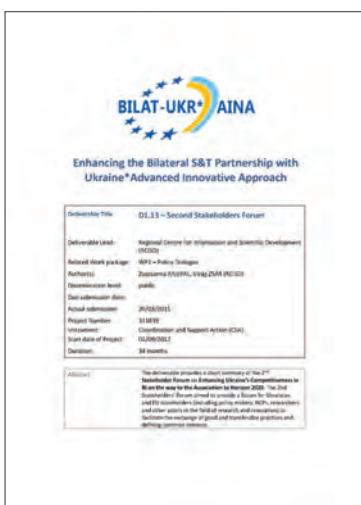 BILAT-UKR*AINA
Enhancing the Bilateral S&T Partnership with
Ukraine*Advanced Innovative Approach
Deliverable Title D1.13 – Second Stakeholders Forum
Deliverable Lead: Regional Centre for Information and Scientific Development
(RCISD)
Related Work package: WP1 – Policy Dialogue
Author(s): Zsuzsanna
Dissemination level: public
Due submission date:
Actual submission:
Project Number
Instrument: Coordination and Support Action (CSA)
Start date of Project: 01/09/2012
Duration: 34 months
Abstract The deliverable provides a short summary of the 2nd
Stakeholder Forum on Enhancing Ukraine's Competitiveness in
on the way to the Association to Horizon 2020. The 2nd
Stakeholders' Forum aimed to provide a forum for Ukrainian
and EU stakeholders (including policy makers, NCPs, researchers
and other actors in the field of research and innovation) to
facilitate the exchange of good and transferable practices and
defining common interest.